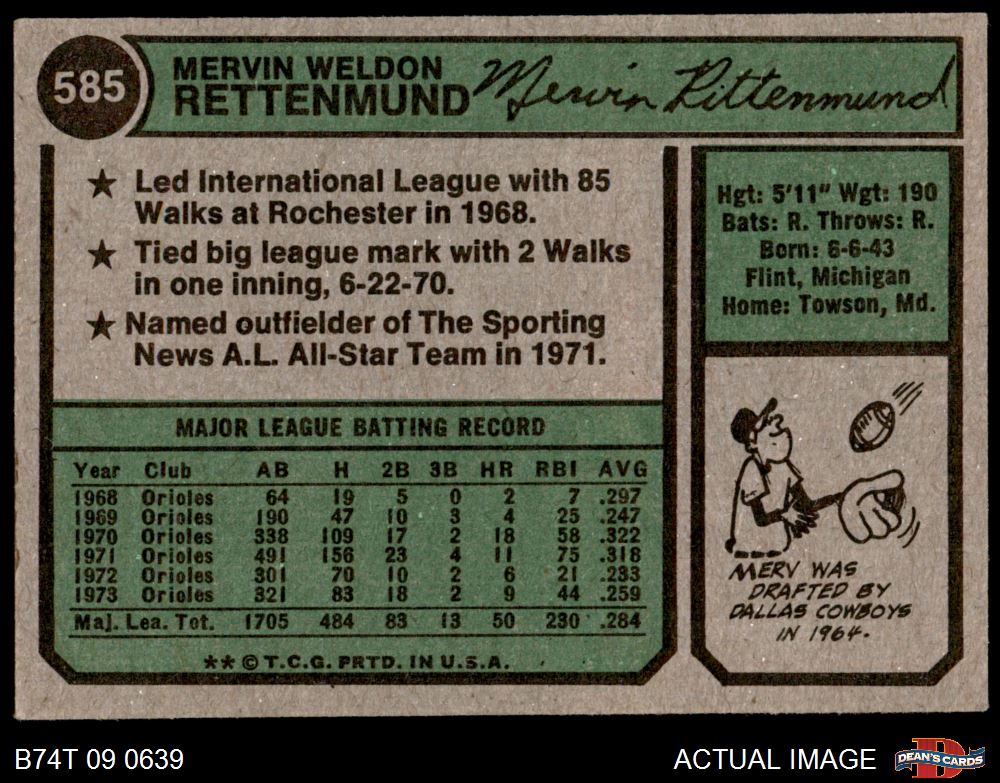 585
MERVIN WELDON
RETTENMUND
Mervin Rettenmund
★ Led International League with 85
Walks at Rochester in 1968.
★ Tied big league mark with 2 Walks
in one inning, 6-22-70.
★ Named outfielder of The Sporting
News A.L. All-Star Team in 1971.
Hgt: 5'11" Wgt: 190
Bats: R. Throws: R.
Born: 6-6-43
Flint, Michigan
Home: Towson, Md.
MAJOR LEAGUE BATTING RECORD
Year Club AB H 2B 3B HR RBI AVG
1968 Orioles 64 19 5 0 2 7 .297
1969 Orioles 190 47 10 3 4 25 .247
1970 Orioles 338 109 17 2 18 58 .322
1971 Orioles 491 156 23 4 11 75 .318
1972 Orioles 301 70 10 2 6 21 .233
1973 Orioles 321 83 18 2 9 44 .259
Maj. Lea. Tot. 1705 484 83 13 50 230 .284
** © T.C.G. PRTD. IN U.S.A.
MERV WAS
DRAFTED BY
DALLAS COWBOYS
IN 1964.
B74T 09 0639
ACTUAL IMAGE
D
DEAN'S CARDS